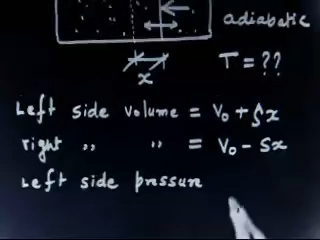 adiabatic
x
T = ??
Left side volume = V₀ + Sx
right ,, ,, = V₀ - Sx
Left side pressure